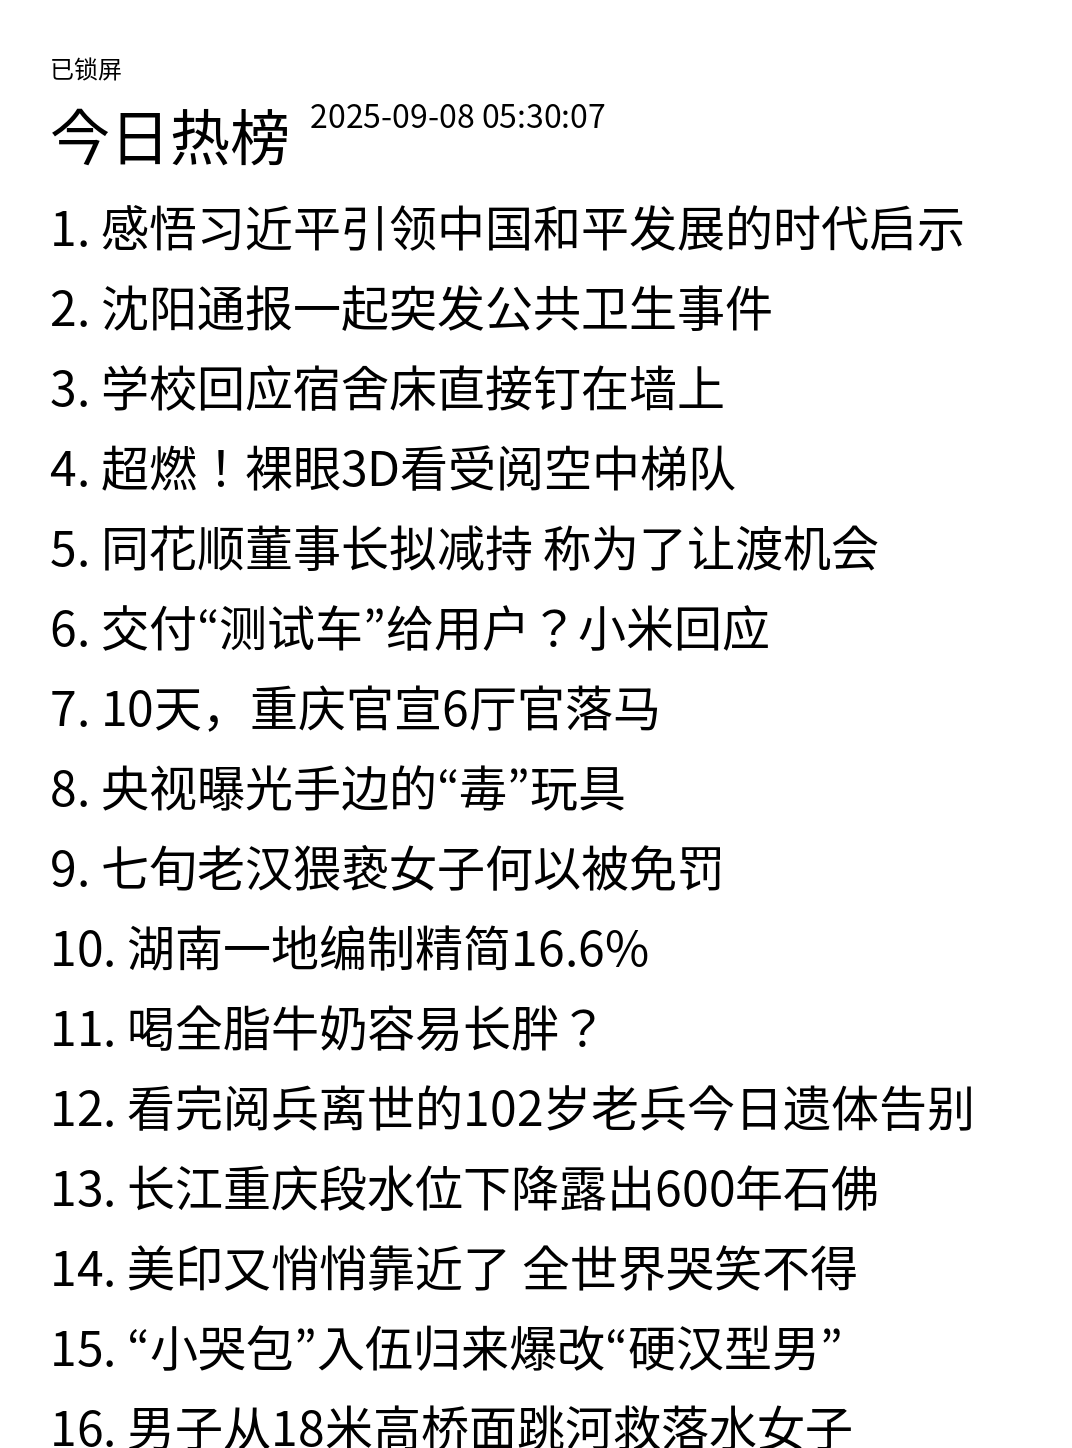 已锁屏
今日热榜 2025-09-08 05:30:07
1. 感悟习近平引领中国和平发展的时代启示
2. 沈阳通报一起突发公共卫生事件
3. 学校回应宿舍床直接钉在墙上
4. 超燃！裸眼3D看受阅空中梯队
5. 同花顺董事长拟减持 称为了让渡机会
6. 交付“测试车”给用户？小米回应
7. 10天，重庆官宣6厅官落马
8. 央视曝光手边的“毒”玩具
9. 七旬老汉猥亵女子何以被免罚
10. 湖南一地编制精简16.6%
11. 喝全脂牛奶容易长胖？
12. 看完阅兵离世的102岁老兵今日遗体告别
13. 长江重庆段水位下降露出600年石佛
14. 美印又悄悄靠近了 全世界哭笑不得
15. “小哭包”入伍归来爆改“硬汉型男”
16. 男子从18米高桥面跳河救落水女子